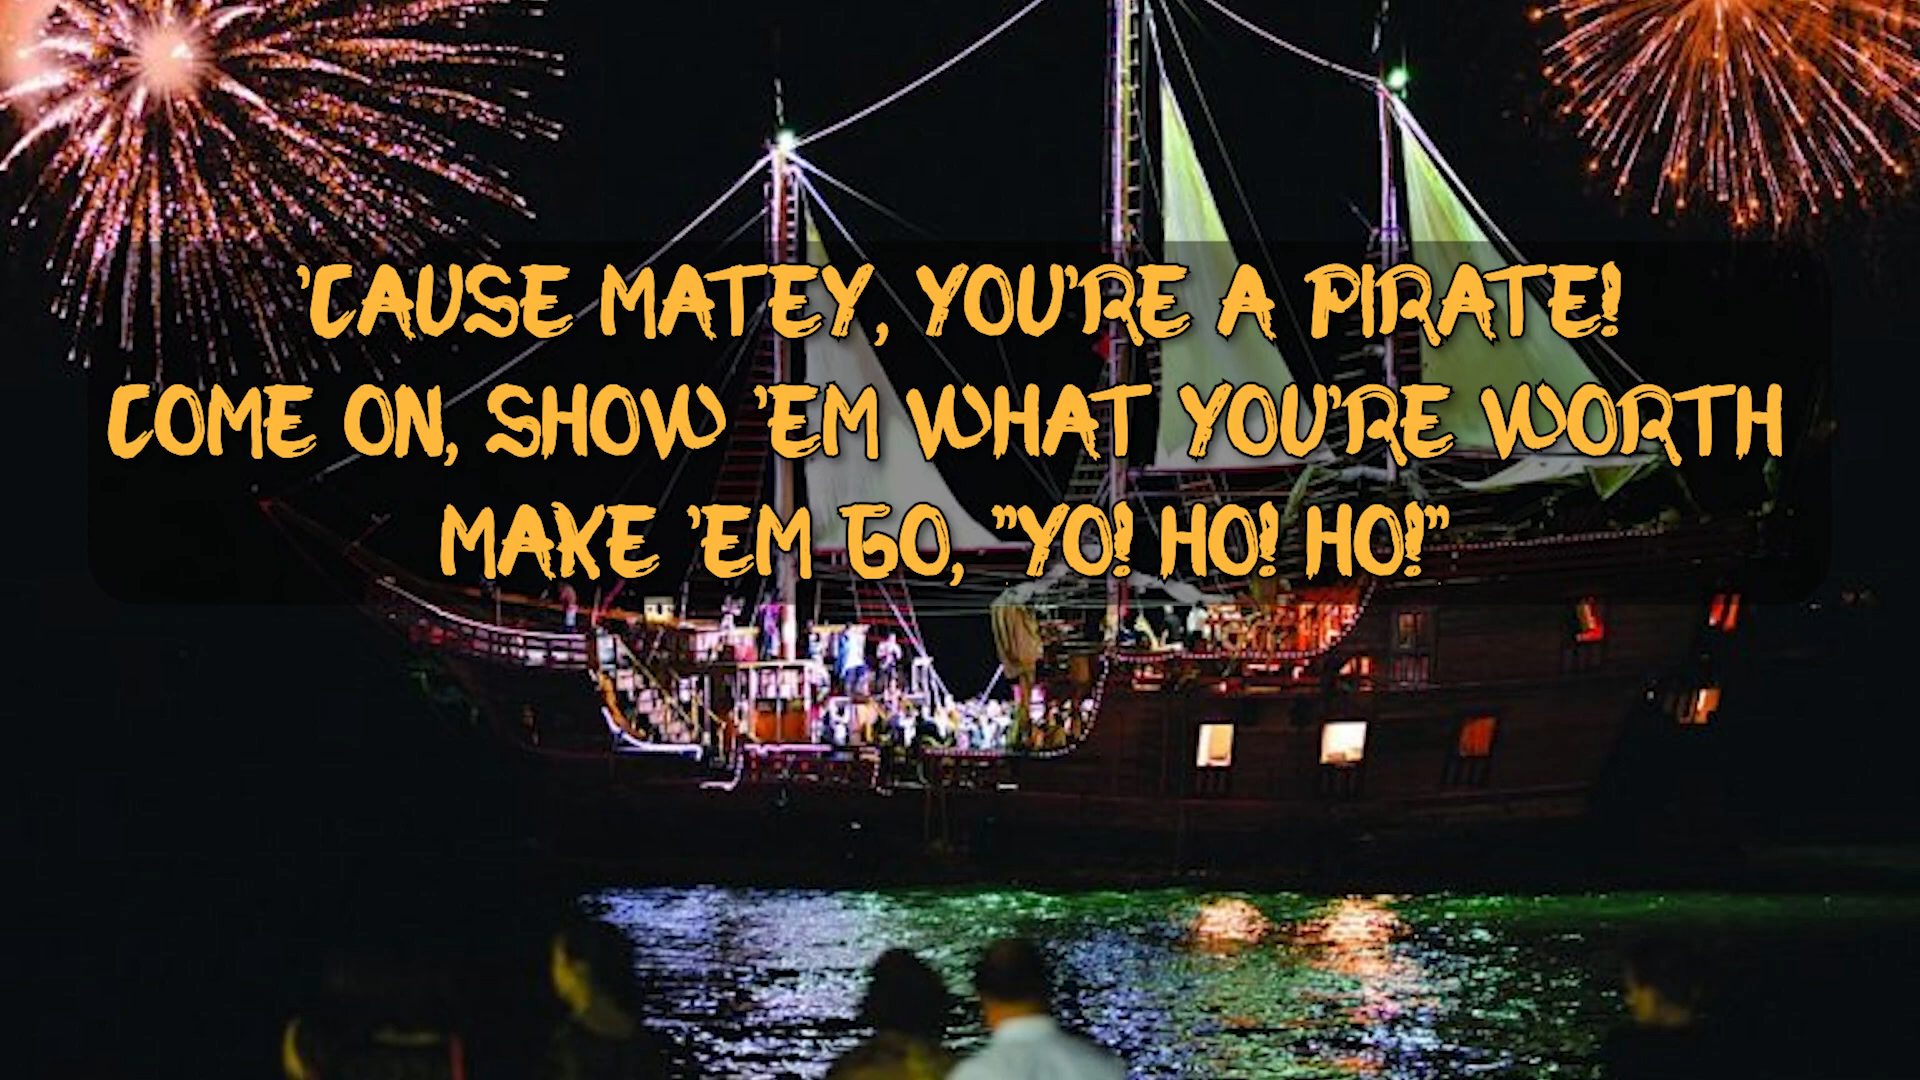 'CAUSE MATEY, YOU'RE A PIRATE!
COME ON, SHOW 'EM WHAT YOU'RE WORTH
MAKE 'EM GO, "YO! HO! HO!"